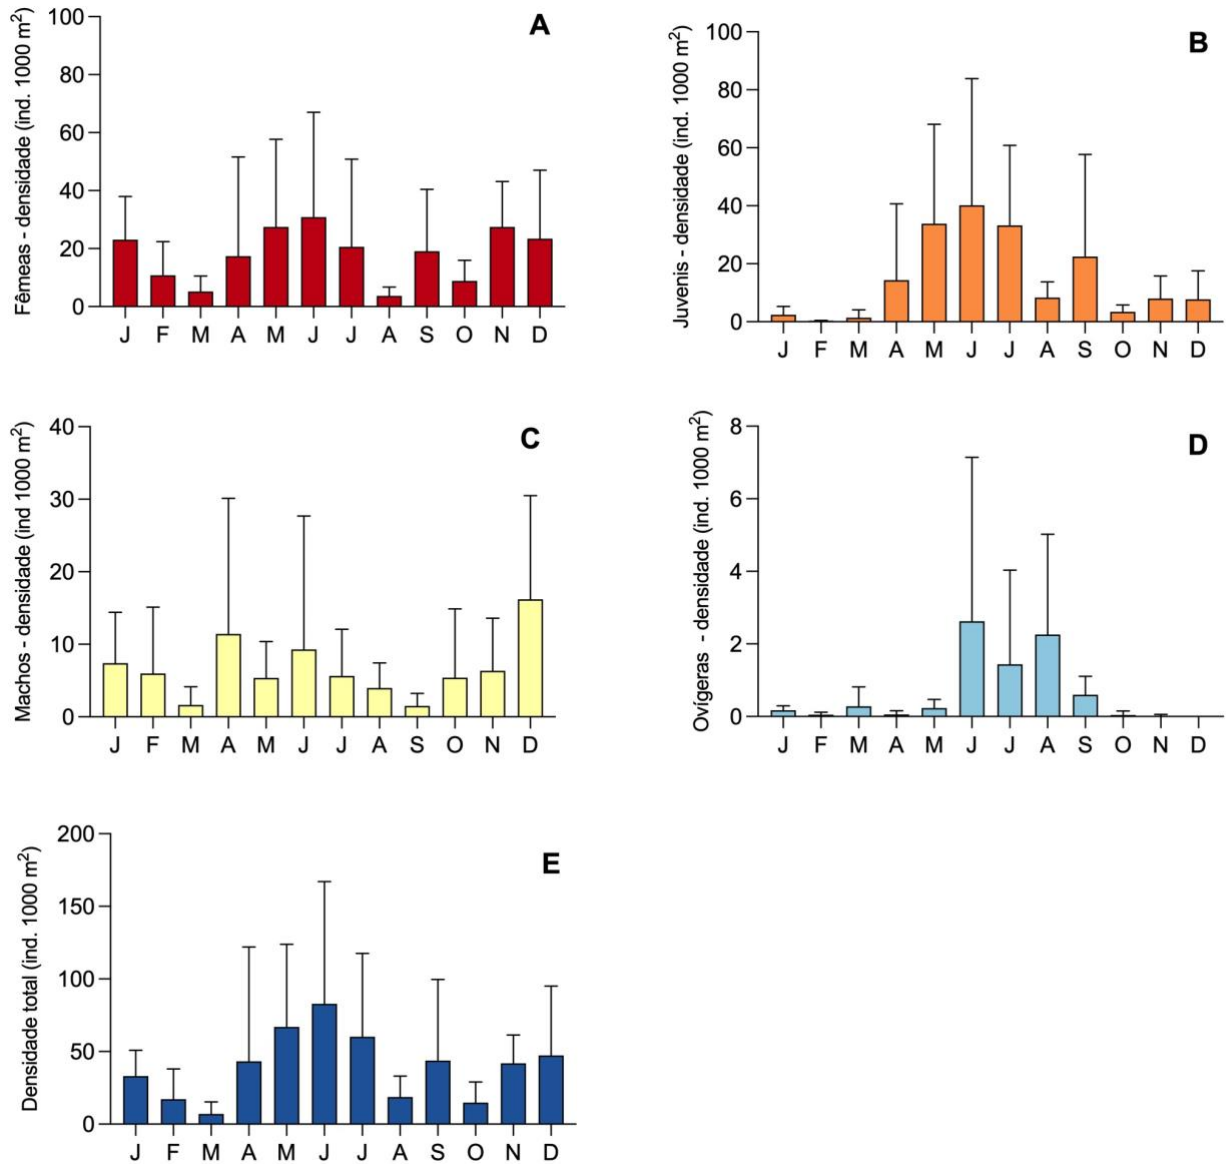 A
Fêmeas - densidade (ind. 1000 m²)
100
80
60
40
20
0
J F M A M J J A S O N D
B
Juvenis - densidade (ind. 1000 m²)
100
80
60
40
20
0
J F M A M J J A S O N D
C
Machos - densidade (ind 1000 m²)
40
30
20
10
0
J F M A M J J A S O N D
D
Ovígeras - densidade (ind. 1000 m²)
8
6
4
2
0
J F M A M J J A S O N D
E
Densidade total (ind. 1000 m²)
200
150
100
50
0
J F M A M J J A S O N D